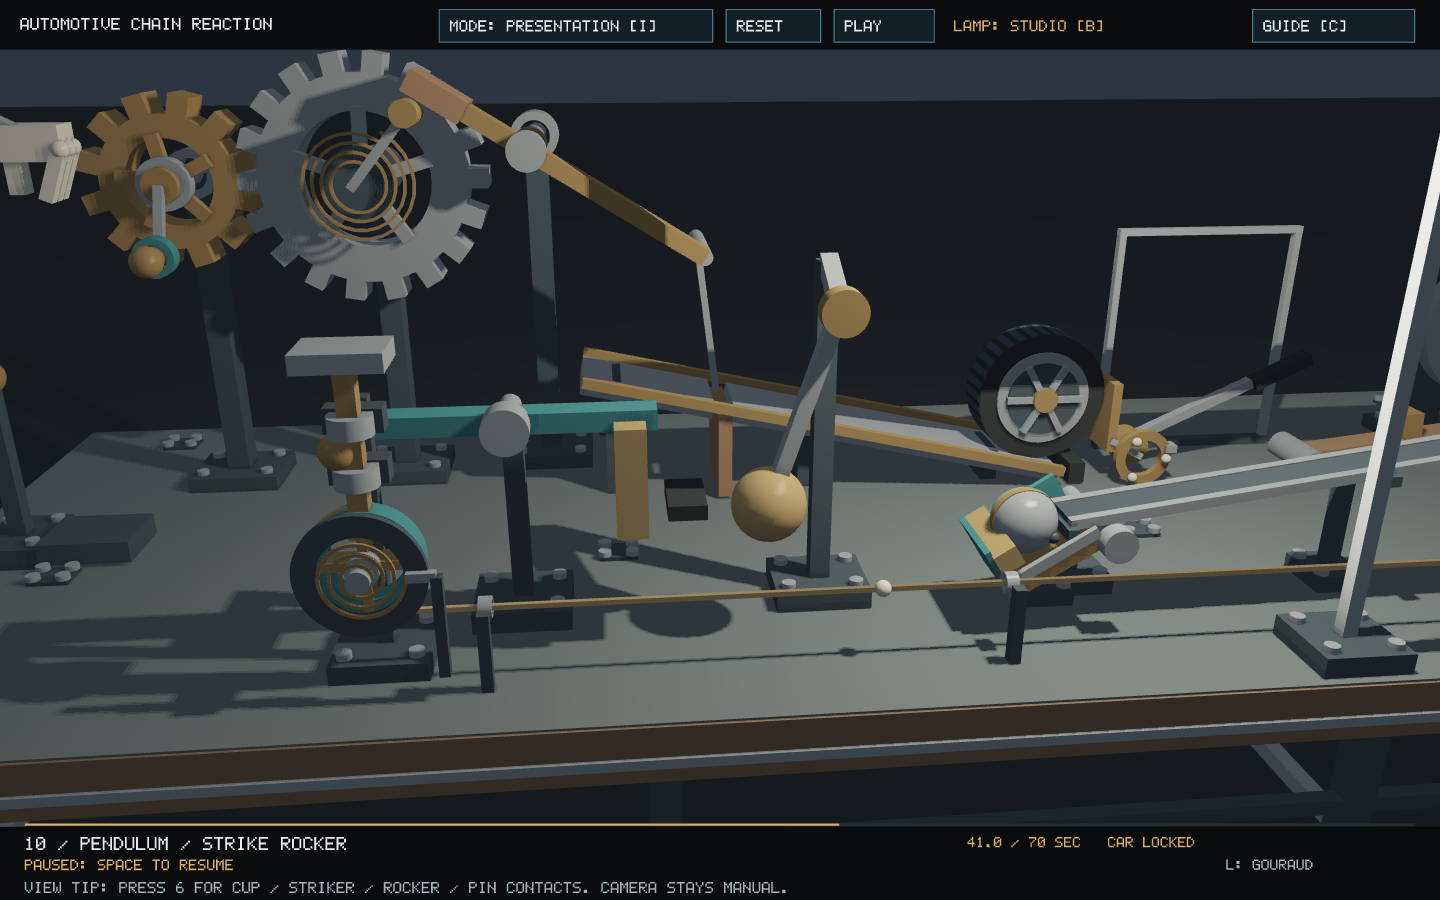 AUTOMOTIVE CHAIN REACTION
MODE: PRESENTATION [I]
RESET
PLAY
LAMP: STUDIO [B]
GUIDE [C]
10 / PENDULUM / STRIKE ROCKER
41.0 / 70 SEC CAR LOCKED
PAUSED: SPACE TO RESUME
L: GOURAUD
VIEW TIP: PRESS 6 FOR CUP / STRIKER / ROCKER / PIN CONTACTS. CAMERA STAYS MANUAL.